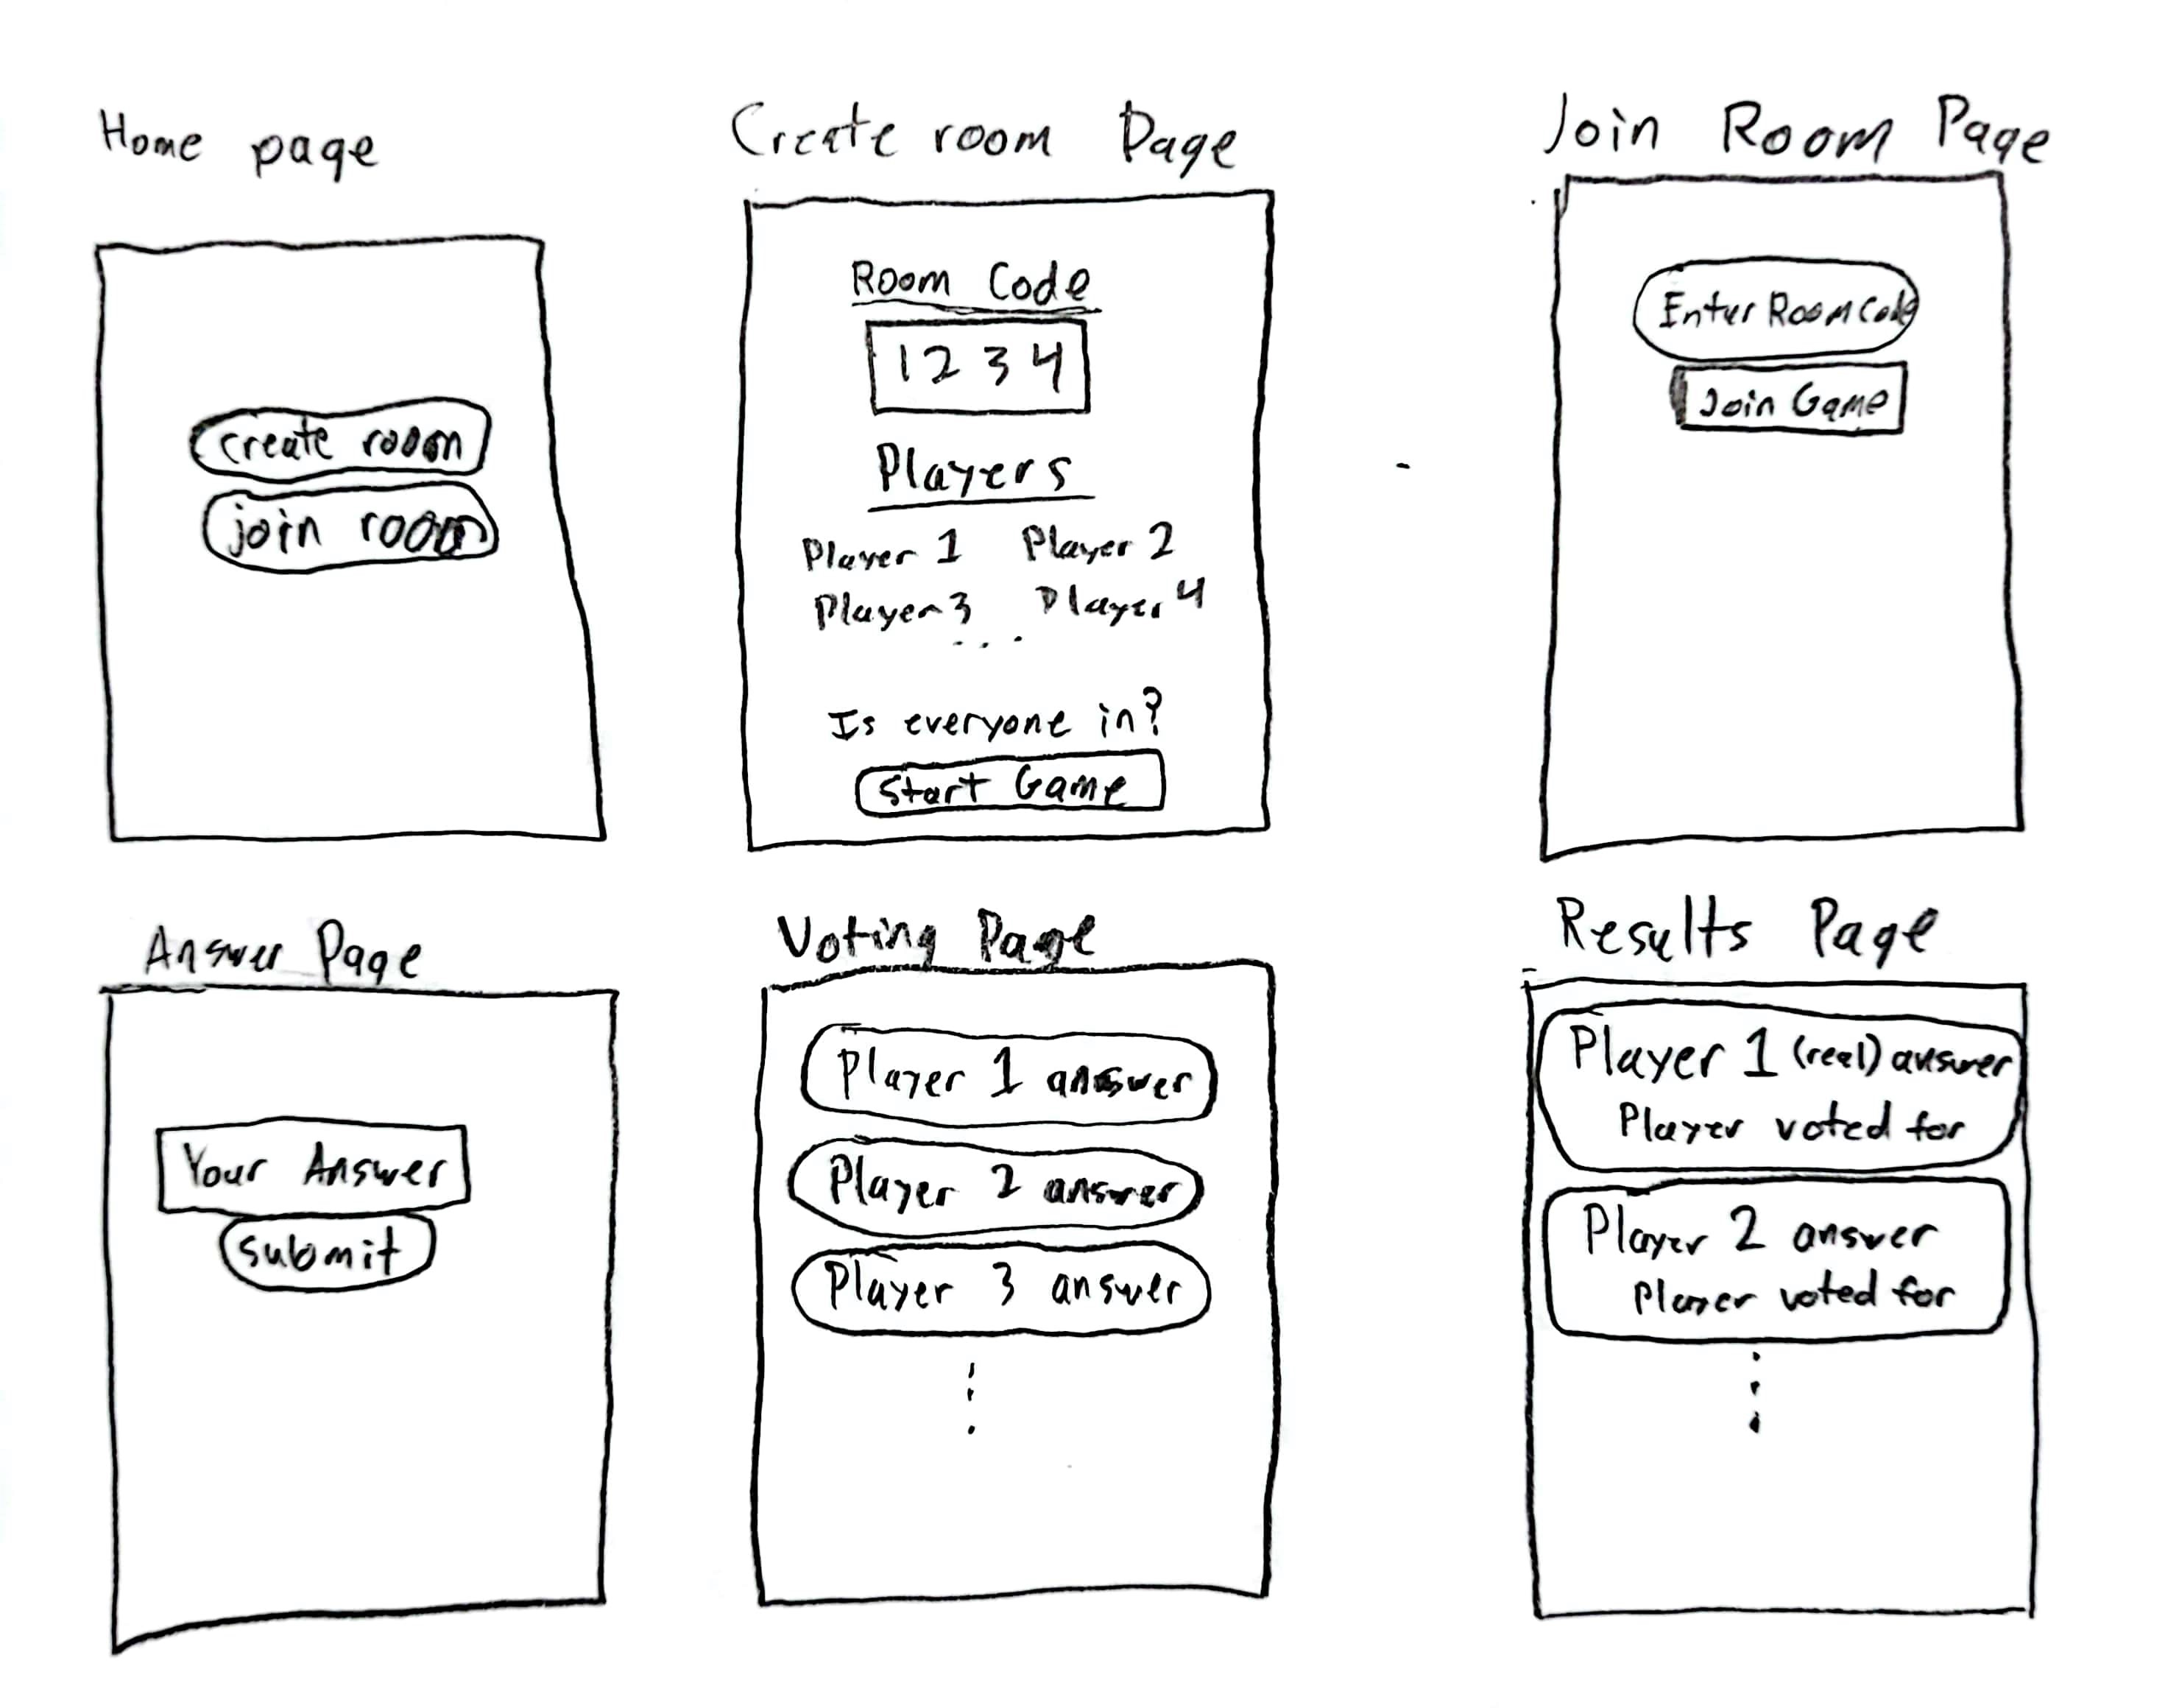 Home page
create room
join room
Create room Page
Room Code
1234
Players
Player 1 Player 2
Player 3 Player 4
...
Is everyone in?
Start Game
Join Room Page
Enter Room Code
Join Game
Answer Page
Your Answer
submit
Voting Page
Player 1 answer
Player 2 answer
Player 3 answer
Results Page
Player 1 (real) answer
Player voted for
Player 2 answer
Player voted for